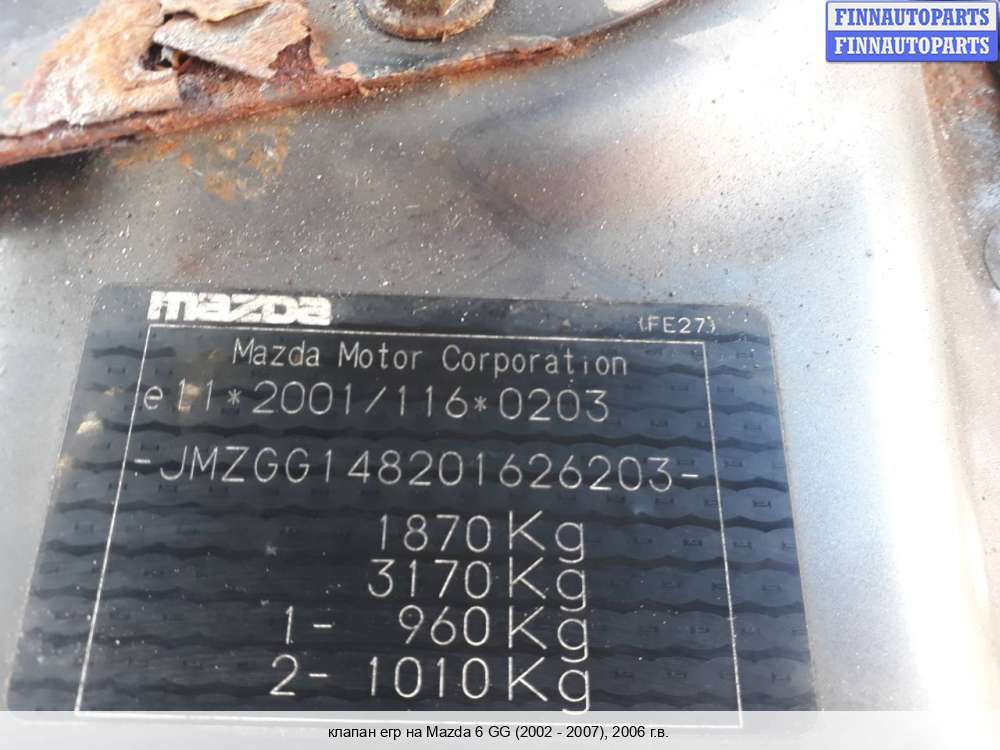 FINNAUTOPARTS
FINNAUTOPARTS
mazda
(FE27)
Mazda Motor Corporation
e11*2001/116*0203
-JMZGG148201626203-
1870Kg
3170Kg
1- 960Kg
2- 1010Kg
клапан егр на Mazda 6 GG (2002 - 2007), 2006 г.в.